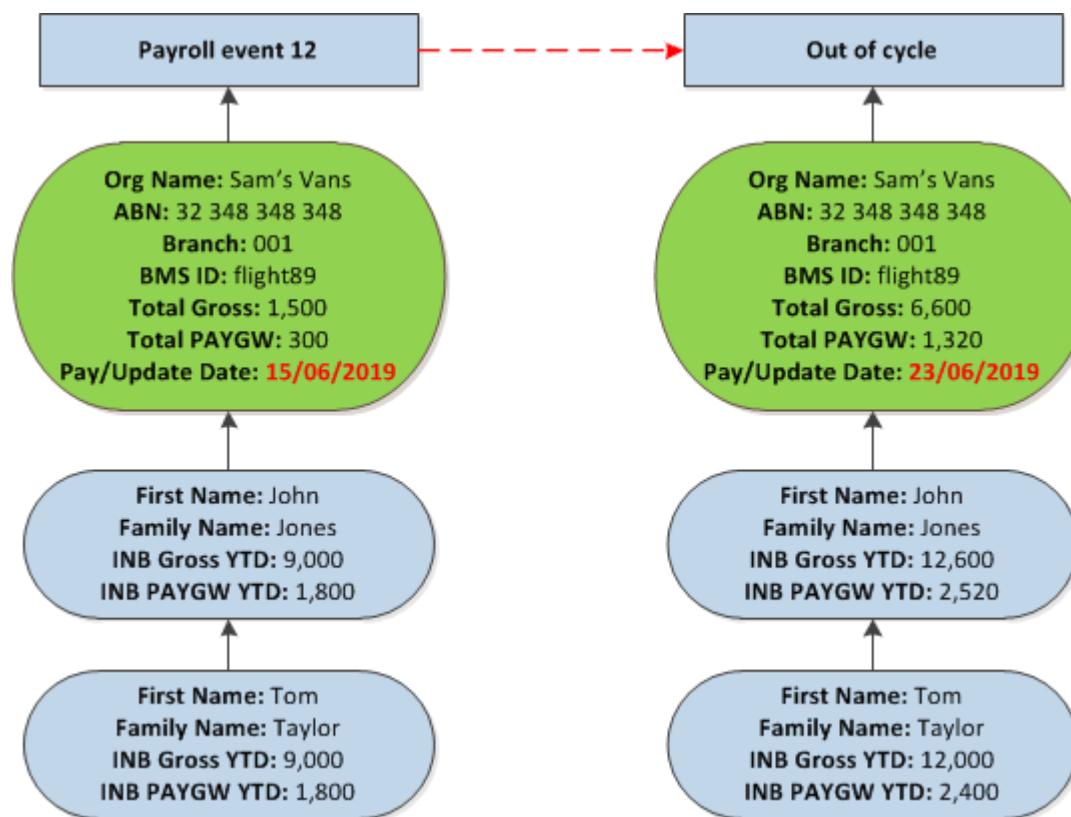 Payroll event 12
Out of cycle
Org Name: Sam's Vans
ABN: 32 348 348 348
Branch: 001
BMS ID: flight89
Total Gross: 1,500
Total PAYGW: 300
Pay/Update Date: 15/06/2019
Org Name: Sam's Vans
ABN: 32 348 348 348
Branch: 001
BMS ID: flight89
Total Gross: 6,600
Total PAYGW: 1,320
Pay/Update Date: 23/06/2019
First Name: John
Family Name: Jones
INB Gross YTD: 9,000
INB PAYGW YTD: 1,800
First Name: John
Family Name: Jones
INB Gross YTD: 12,600
INB PAYGW YTD: 2,520
First Name: Tom
Family Name: Taylor
INB Gross YTD: 9,000
INB PAYGW YTD: 1,800
First Name: Tom
Family Name: Taylor
INB Gross YTD: 12,000
INB PAYGW YTD: 2,400